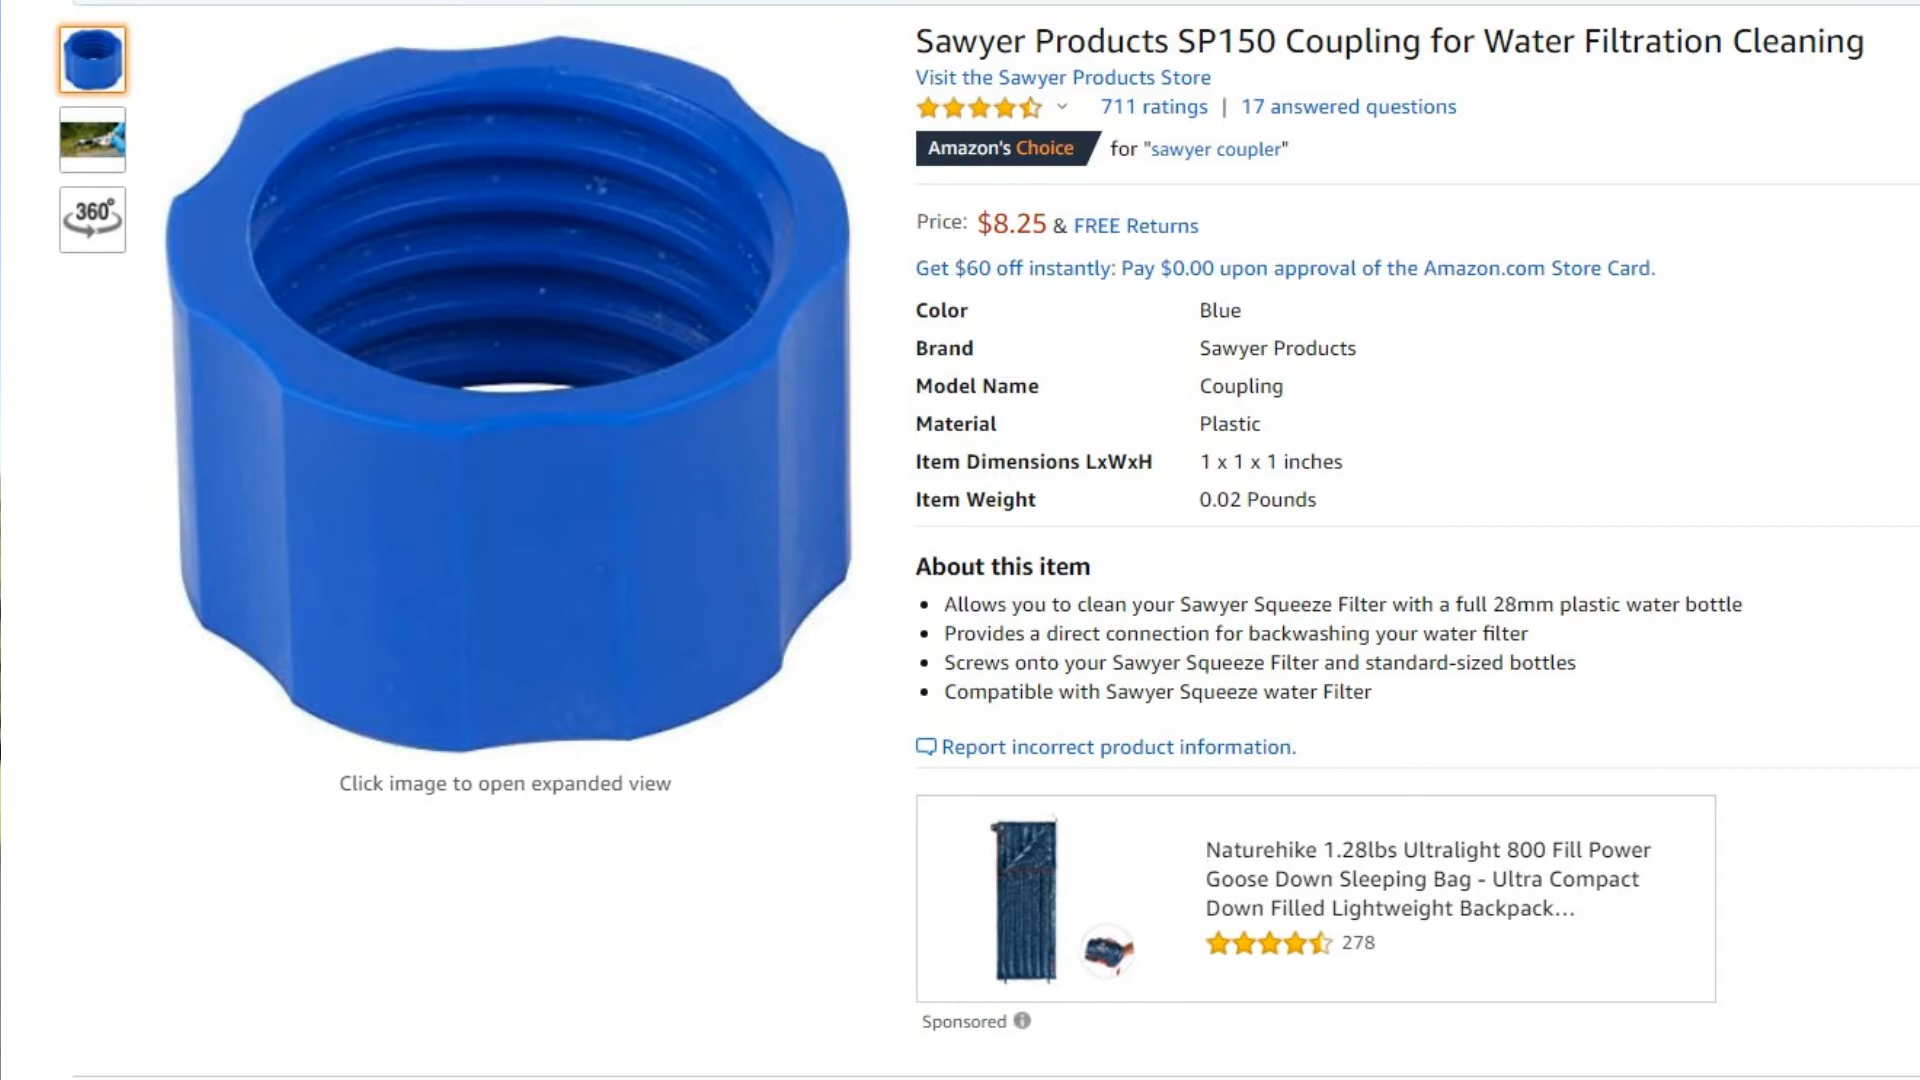 360°
Click image to open expanded view
Sawyer Products SP150 Coupling for Water Filtration Cleaning
Visit the Sawyer Products Store
711 ratings | 17 answered questions
Amazon's Choice for "sawyer coupler"
Price: $8.25 & FREE Returns
Get $60 off instantly: Pay $0.00 upon approval of the Amazon.com Store Card.
Color Blue
Brand Sawyer Products
Model Name Coupling
Material Plastic
Item Dimensions LxWxH 1 x 1 x 1 inches
Item Weight 0.02 Pounds
About this item
• Allows you to clean your Sawyer Squeeze Filter with a full 28mm plastic water bottle
• Provides a direct connection for backwashing your water filter
• Screws onto your Sawyer Squeeze Filter and standard-sized bottles
• Compatible with Sawyer Squeeze water Filter
Report incorrect product information.
Naturehike 1.28lbs Ultralight 800 Fill Power
Goose Down Sleeping Bag - Ultra Compact
Down Filled Lightweight Backpack...
278
Sponsored